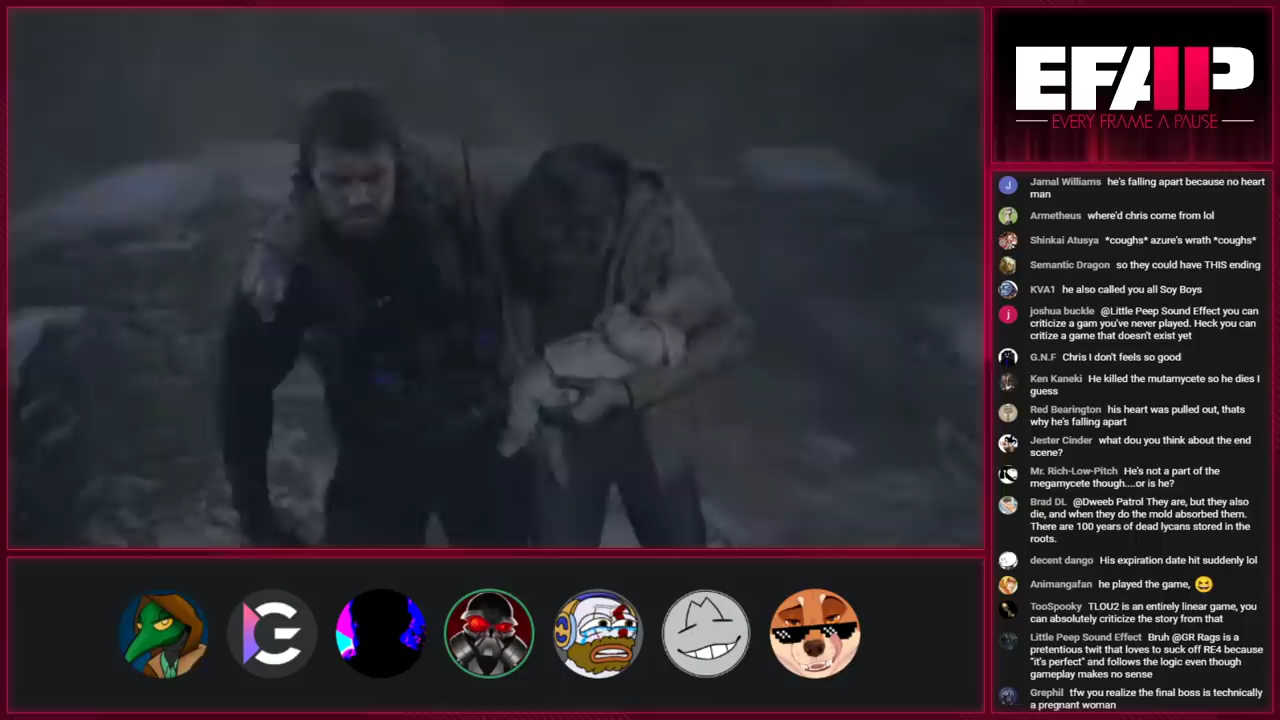 EFAP
EVERY FRAME A PAUSE
Jamal Williams he's falling apart because no heart
man
Armetheus where'd chris come from lol
Shinkai Atusya *coughs* azure's wrath *coughs*
Semantic Dragon so they could have THIS ending
KVA1 he also called you all Soy Boys
joshua buckle @Little Peep Sound Effect you can
criticize a gam you've never played. Heck you can
critize a game that doesn't exist yet
G.N.F Chris I don't feels so good
Ken Kaneki He killed the mutamycete so he dies I
guess
Red Bearington his heart was pulled out, thats
why he's falling apart
Jester Cinder what dou you think about the end
scene?
Mr. Rich-Low-Pitch He's not a part of the
megamycete though....or is he?
Brad DL @Dweeb Patrol They are, but they also
die, and when they do the mold absorbed them.
There are 100 years of dead lycans stored in the
roots.
decent dango His expiration date hit suddenly lol
Animangafan he played the game,
TooSpooky TLOU2 is an entirely linear game, you
can absolutely criticize the story from that
Little Peep Sound Effect Bruh @GR Rags is a
pretentious twit that loves to suck off RE4 because
"it's perfect" and follows the logic even though
gameplay makes no sense
Grephil tfw you realize the final boss is technically
a pregnant woman
J
j